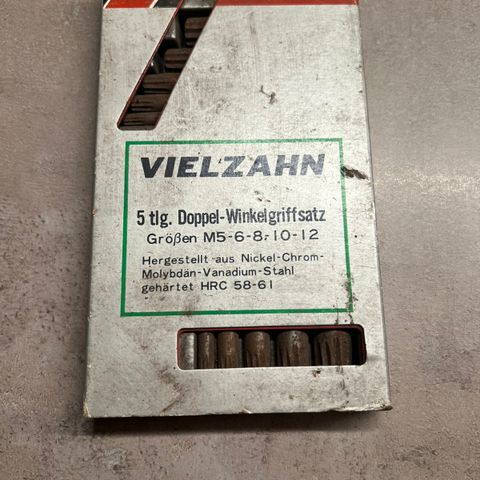 VIELZAHN
5 tlg. Doppel-Winkelgriffsatz
Größen M5-6-8-10-12
Hergestellt aus Nickel-Chrom-
Molybdän-Vanadium-Stahl
gehärtet HRC 58-61